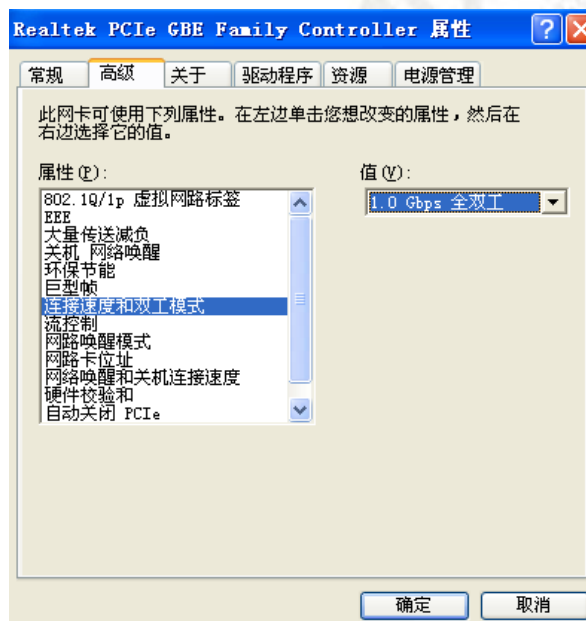 Realtek PCIe GBE Family Controller 属性
常规 高级 关于 驱动程序 资源 电源管理
此网卡可使用下列属性。在左边单击您想改变的属性，然后在
右边选择它的值。
属性(P): 值(V):
802.1Q/1p 虚拟网路标签 1.0 Gbps 全双工
EEE
大量传送减负
关机 网络唤醒
环保节能
巨型帧
连接速度和双工模式
流控制
网路唤醒模式
网路卡位址
网络唤醒和关机连接速度
硬件校验和
自动关闭 PCIe
确定 取消